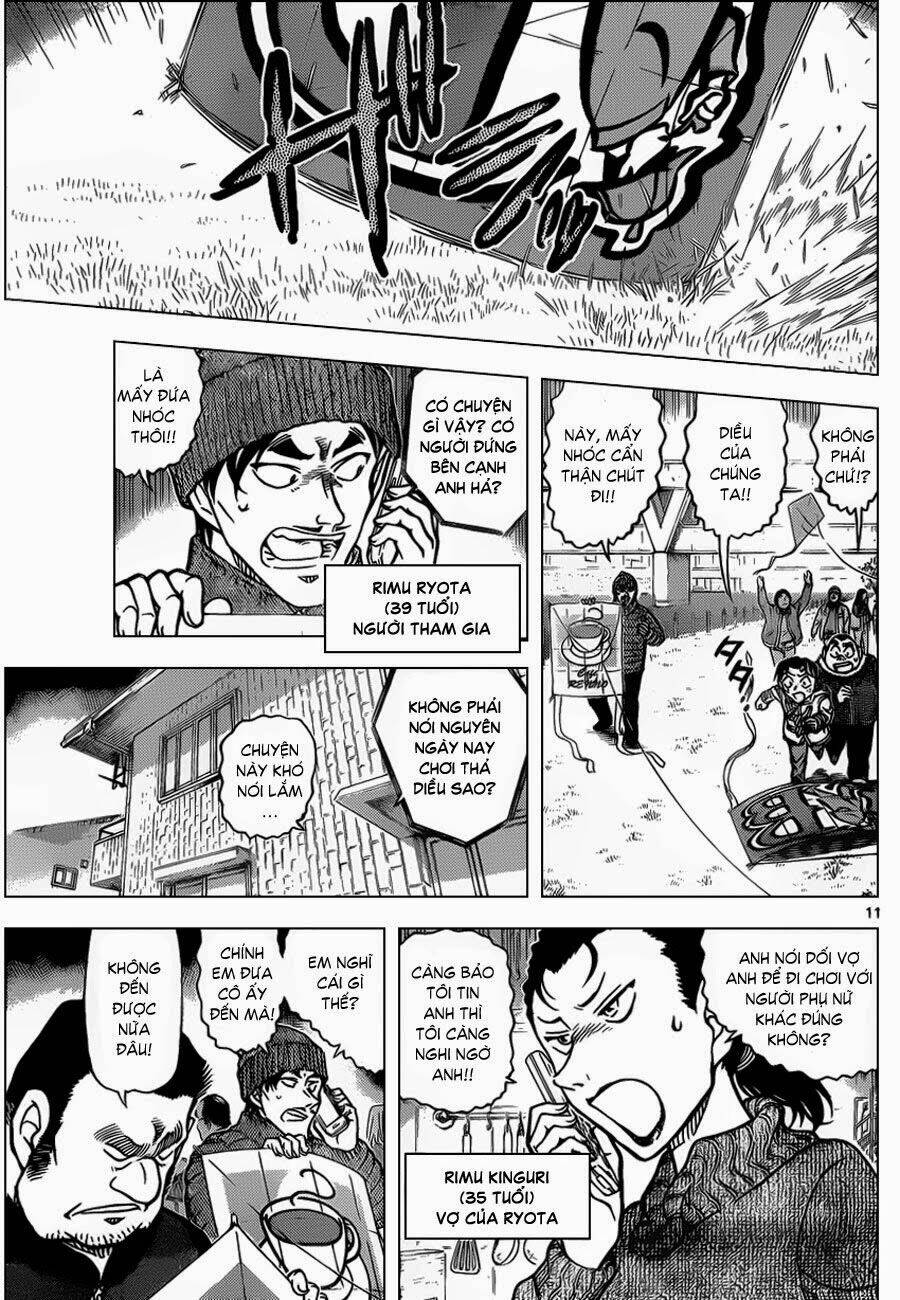 KHÔNG
PHẢI
CHỨ!?
DIỀU
CỦA
CHÚNG
TA!!
NÀY, MẤY
NHÓC CẨN
THẬN CHÚT
ĐI!!
CÓ CHUYỆN
GÌ VẬY? CÓ
NGƯỜI ĐỨNG
BÊN CẠNH
ANH HẢ?
LÀ
MẤY ĐỨA
NHÓC
THÔI!!
RIMU RYOTA
(39 TUỔI)
NGƯỜI THAM GIA
KHÔNG PHẢI
NÓI NGUYÊN
NGÀY NAY
CHƠI THẢ
DIỀU SAO?
CHUYỆN
NÀY KHÓ
NÓI LẮM
...
11
ANH NÓI DỐI VỢ
ANH ĐỂ ĐI CHƠI VỚI
NGƯỜI PHỤ NỮ
KHÁC ĐÚNG
KHÔNG?
CÀNG BẢO
TÔI TIN
ANH THÌ
TÔI CÀNG
NGHI NGỜ
ANH!!
RIMU KINGURI
(35 TUỔI)
VỢ CỦA RYOTA
EM NGHĨ
CÁI GÌ
THẾ?
CHÍNH
EM ĐƯA
CÔ ẤY
ĐẾN MÀ!
KHÔNG
ĐẾN
ĐƯỢC
NỮA
ĐÂU!